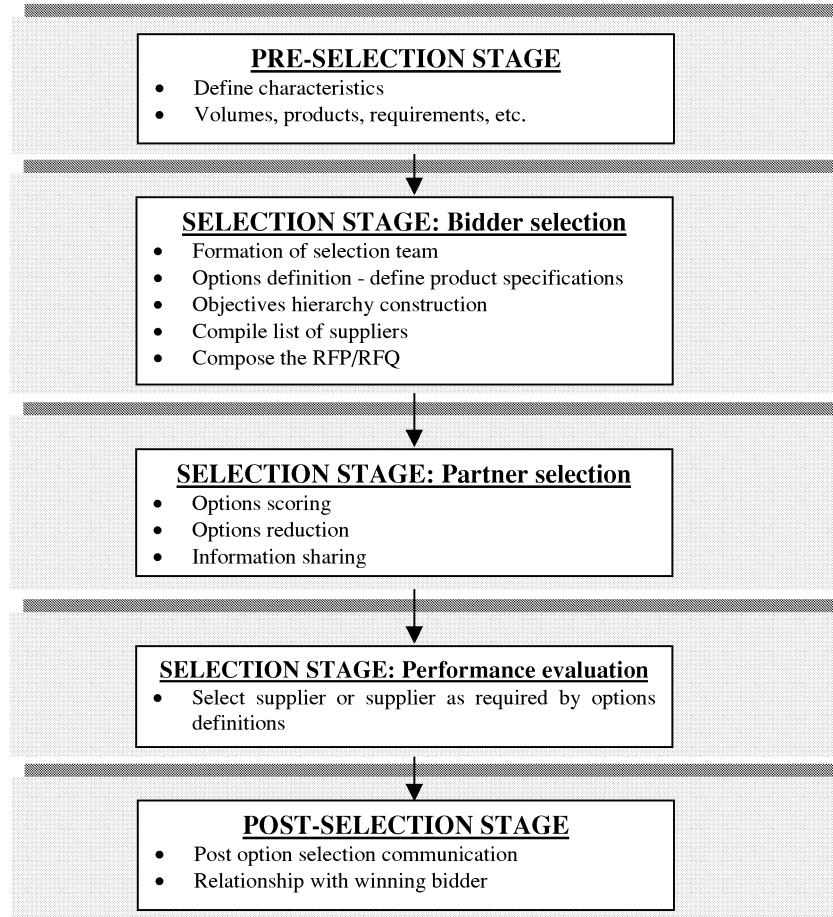 PRE-SELECTION STAGE
• Define characteristics
• Volumes, products, requirements, etc.
SELECTION STAGE: Bidder selection
• Formation of selection team
• Options definition - define product specifications
• Objectives hierarchy construction
• Compile list of suppliers
• Compose the RFP/RFQ
SELECTION STAGE: Partner selection
• Options scoring
• Options reduction
• Information sharing
SELECTION STAGE: Performance evaluation
• Select supplier or supplier as required by options
definitions
POST-SELECTION STAGE
• Post option selection communication
• Relationship with winning bidder